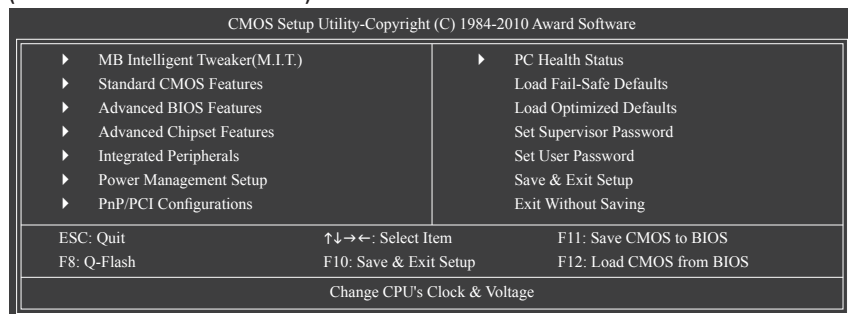 CMOS Setup Utility-Copyright (C) 1984-2010 Award Software
MB Intelligent Tweaker(M.I.T.)
Standard CMOS Features
Advanced BIOS Features
Advanced Chipset Features
Integrated Peripherals
Power Management Setup
PnP/PCI Configurations
PC Health Status
Load Fail-Safe Defaults
Load Optimized Defaults
Set Supervisor Password
Set User Password
Save & Exit Setup
Exit Without Saving
ESC: Quit ↑↓→←: Select Item F11: Save CMOS to BIOS
F8: Q-Flash F10: Save & Exit Setup F12: Load CMOS from BIOS
Change CPU's Clock & Voltage